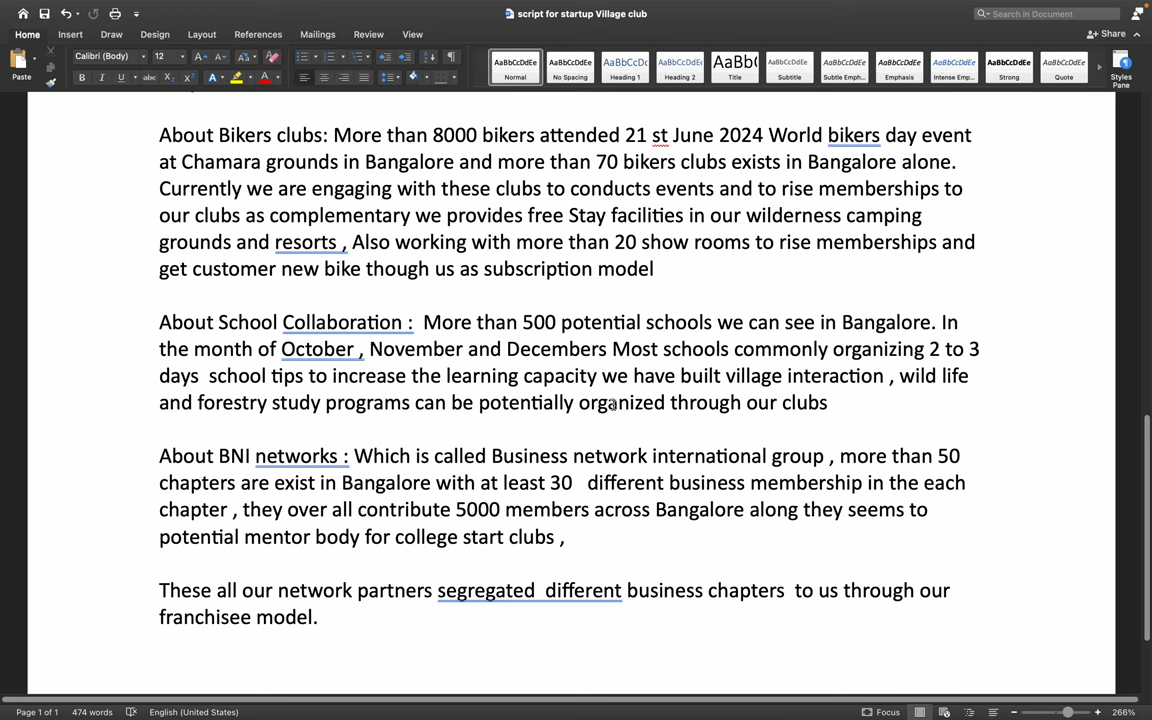 script for startup Village club
Search in Document
Home Insert Draw Design Layout References Mailings Review View
Share
Paste
Calibri (Body) 12
AaBbCcDdEe AaBbCcDdEe AaBbCcDc AaBbCcDdEe AaBb( AaBbCcDdEe AaBbCcDdEe AaBbCcDdEe AaBbCcDdEe AaBbCcDdEe AaBbCcDdEe
Normal No Spacing Heading 1 Heading 2 Title Subtitle Subtle Emph... Emphasis Intense Emp... Strong Quote
Styles
Pane
About Bikers clubs: More than 8000 bikers attended 21 st June 2024 World bikers day event
at Chamara grounds in Bangalore and more than 70 bikers clubs exists in Bangalore alone.
Currently we are engaging with these clubs to conducts events and to rise memberships to
our clubs as complementary we provides free Stay facilities in our wilderness camping
grounds and resorts , Also working with more than 20 show rooms to rise memberships and
get customer new bike though us as subscription model
About School Collaboration : More than 500 potential schools we can see in Bangalore. In
the month of October , November and Decembers Most schools commonly organizing 2 to 3
days school tips to increase the learning capacity we have built village interaction , wild life
and forestry study programs can be potentially organized through our clubs
About BNI networks : Which is called Business network international group , more than 50
chapters are exist in Bangalore with at least 30 different business membership in the each
chapter , they over all contribute 5000 members across Bangalore along they seems to
potential mentor body for college start clubs ,
These all our network partners segregated different business chapters to us through our
franchisee model.
Page 1 of 1 474 words English (United States) Focus 266%